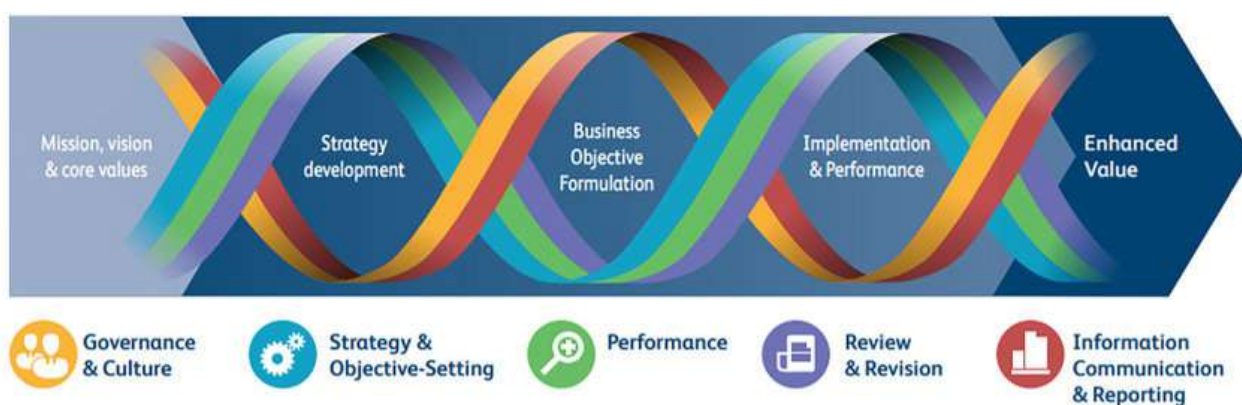 Mission, vision
& core values
Strategy
development
Business
Objective
Formulation
Implementation
& Performance
Enhanced
Value
Governance
& Culture
Strategy &
Objective-Setting
Performance
Review
& Revision
Information
Communication
& Reporting